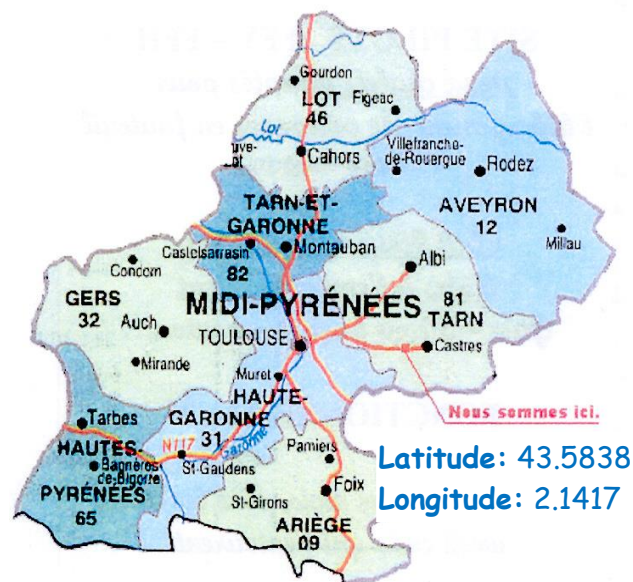 Gourdon
LOT
46
Figeac
Lot
Cahors
Villefranche-
de-Rouergue
Rodez
AVEYRON
12
Millau
TARN-ET-
GARONNE
Castelsarrasin
Montauban
82
Condom
GERS
32
Auch
Mirande
MIDI-PYRÉNÉES
TOULOUSE
Albi
81
TARN
Castres
Muret
HAUTE-
GARONNE
31
Nous sommes ici.
Tarbes
HAUTES-
Bagnères
de-Bigorre
PYRÉNÉES
65
N117
Garonne
St-Gaudens
Pamiers
St-Girons
Foix
ARIÈGE
09
Latitude: 43.5838
Longitude: 2.1417